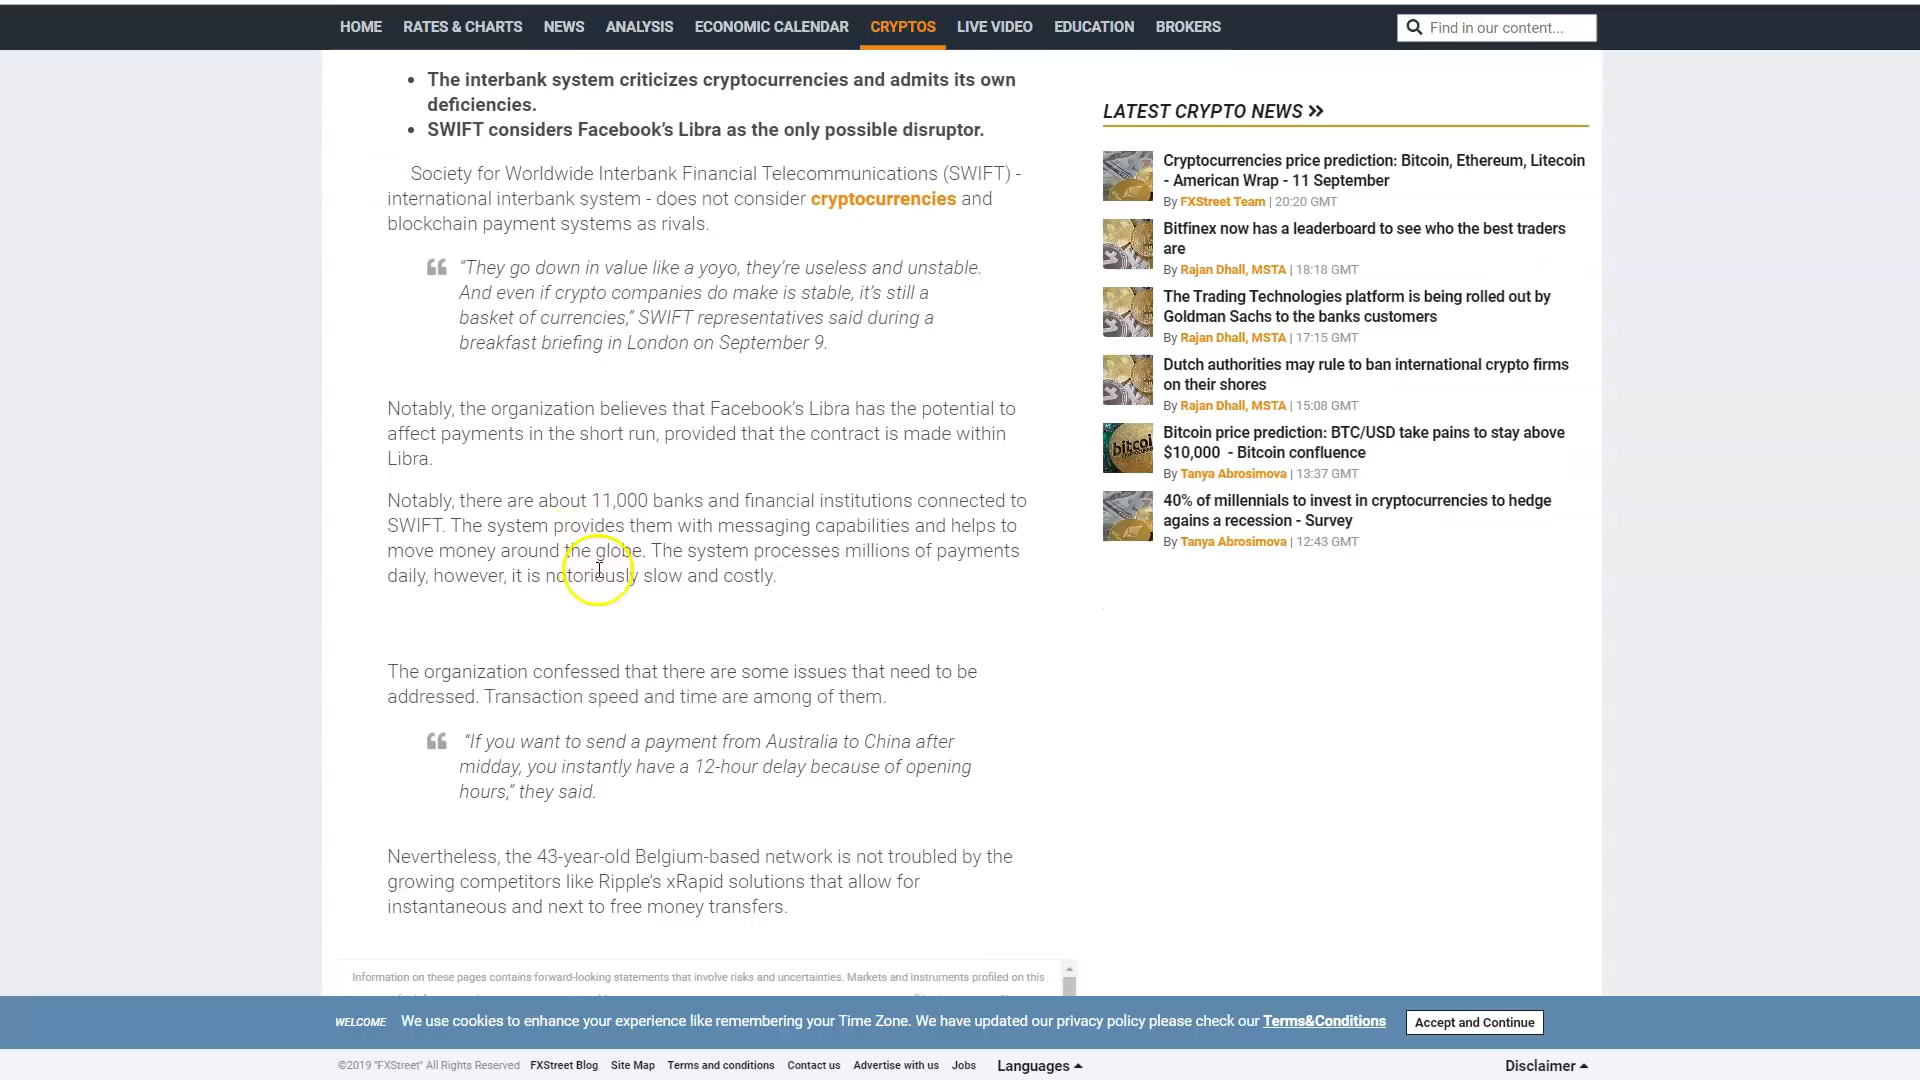 HOME RATES & CHARTS NEWS ANALYSIS ECONOMIC CALENDAR CRYPTOS LIVE VIDEO EDUCATION BROKERS Find in our content...
• The interbank system criticizes cryptocurrencies and admits its own
deficiencies.
• SWIFT considers Facebook’s Libra as the only possible disruptor.
Society for Worldwide Interbank Financial Telecommunications (SWIFT) -
international interbank system - does not consider cryptocurrencies and
blockchain payment systems as rivals.
“They go down in value like a yoyo, they’re useless and unstable.
And even if crypto companies do make is stable, it’s still a
basket of currencies,” SWIFT representatives said during a
breakfast briefing in London on September 9.
Notably, the organization believes that Facebook’s Libra has the potential to
affect payments in the short run, provided that the contract is made within
Libra.
Notably, there are about 11,000 banks and financial institutions connected to
SWIFT. The system provides them with messaging capabilities and helps to
move money around the globe. The system processes millions of payments
daily, however, it is notoriously slow and costly.
The organization confessed that there are some issues that need to be
addressed. Transaction speed and time are among of them.
“If you want to send a payment from Australia to China after
midday, you instantly have a 12-hour delay because of opening
hours,” they said.
Nevertheless, the 43-year-old Belgium-based network is not troubled by the
growing competitors like Ripple’s xRapid solutions that allow for
instantaneous and next to free money transfers.
Information on these pages contains forward-looking statements that involve risks and uncertainties. Markets and instruments profiled on this
LATEST CRYPTO NEWS
Cryptocurrencies price prediction: Bitcoin, Ethereum, Litecoin
- American Wrap - 11 September
By FXStreet Team | 20:20 GMT
Bitfinex now has a leaderboard to see who the best traders
are
By Rajan Dhall, MSTA | 18:18 GMT
The Trading Technologies platform is being rolled out by
Goldman Sachs to the banks customers
By Rajan Dhall, MSTA | 17:15 GMT
Dutch authorities may rule to ban international crypto firms
on their shores
By Rajan Dhall, MSTA | 15:08 GMT
bitcoi
Bitcoin price prediction: BTC/USD take pains to stay above
$10,000 - Bitcoin confluence
By Tanya Abrosimova | 13:37 GMT
40% of millennials to invest in cryptocurrencies to hedge
agains a recession - Survey
By Tanya Abrosimova | 12:43 GMT
WELCOME We use cookies to enhance your experience like remembering your Time Zone. We have updated our privacy policy please check our Terms&Conditions Accept and Continue
©2019 "FXStreet" All Rights Reserved FXStreet Blog Site Map Terms and conditions Contact us Advertise with us Jobs Languages Disclaimer